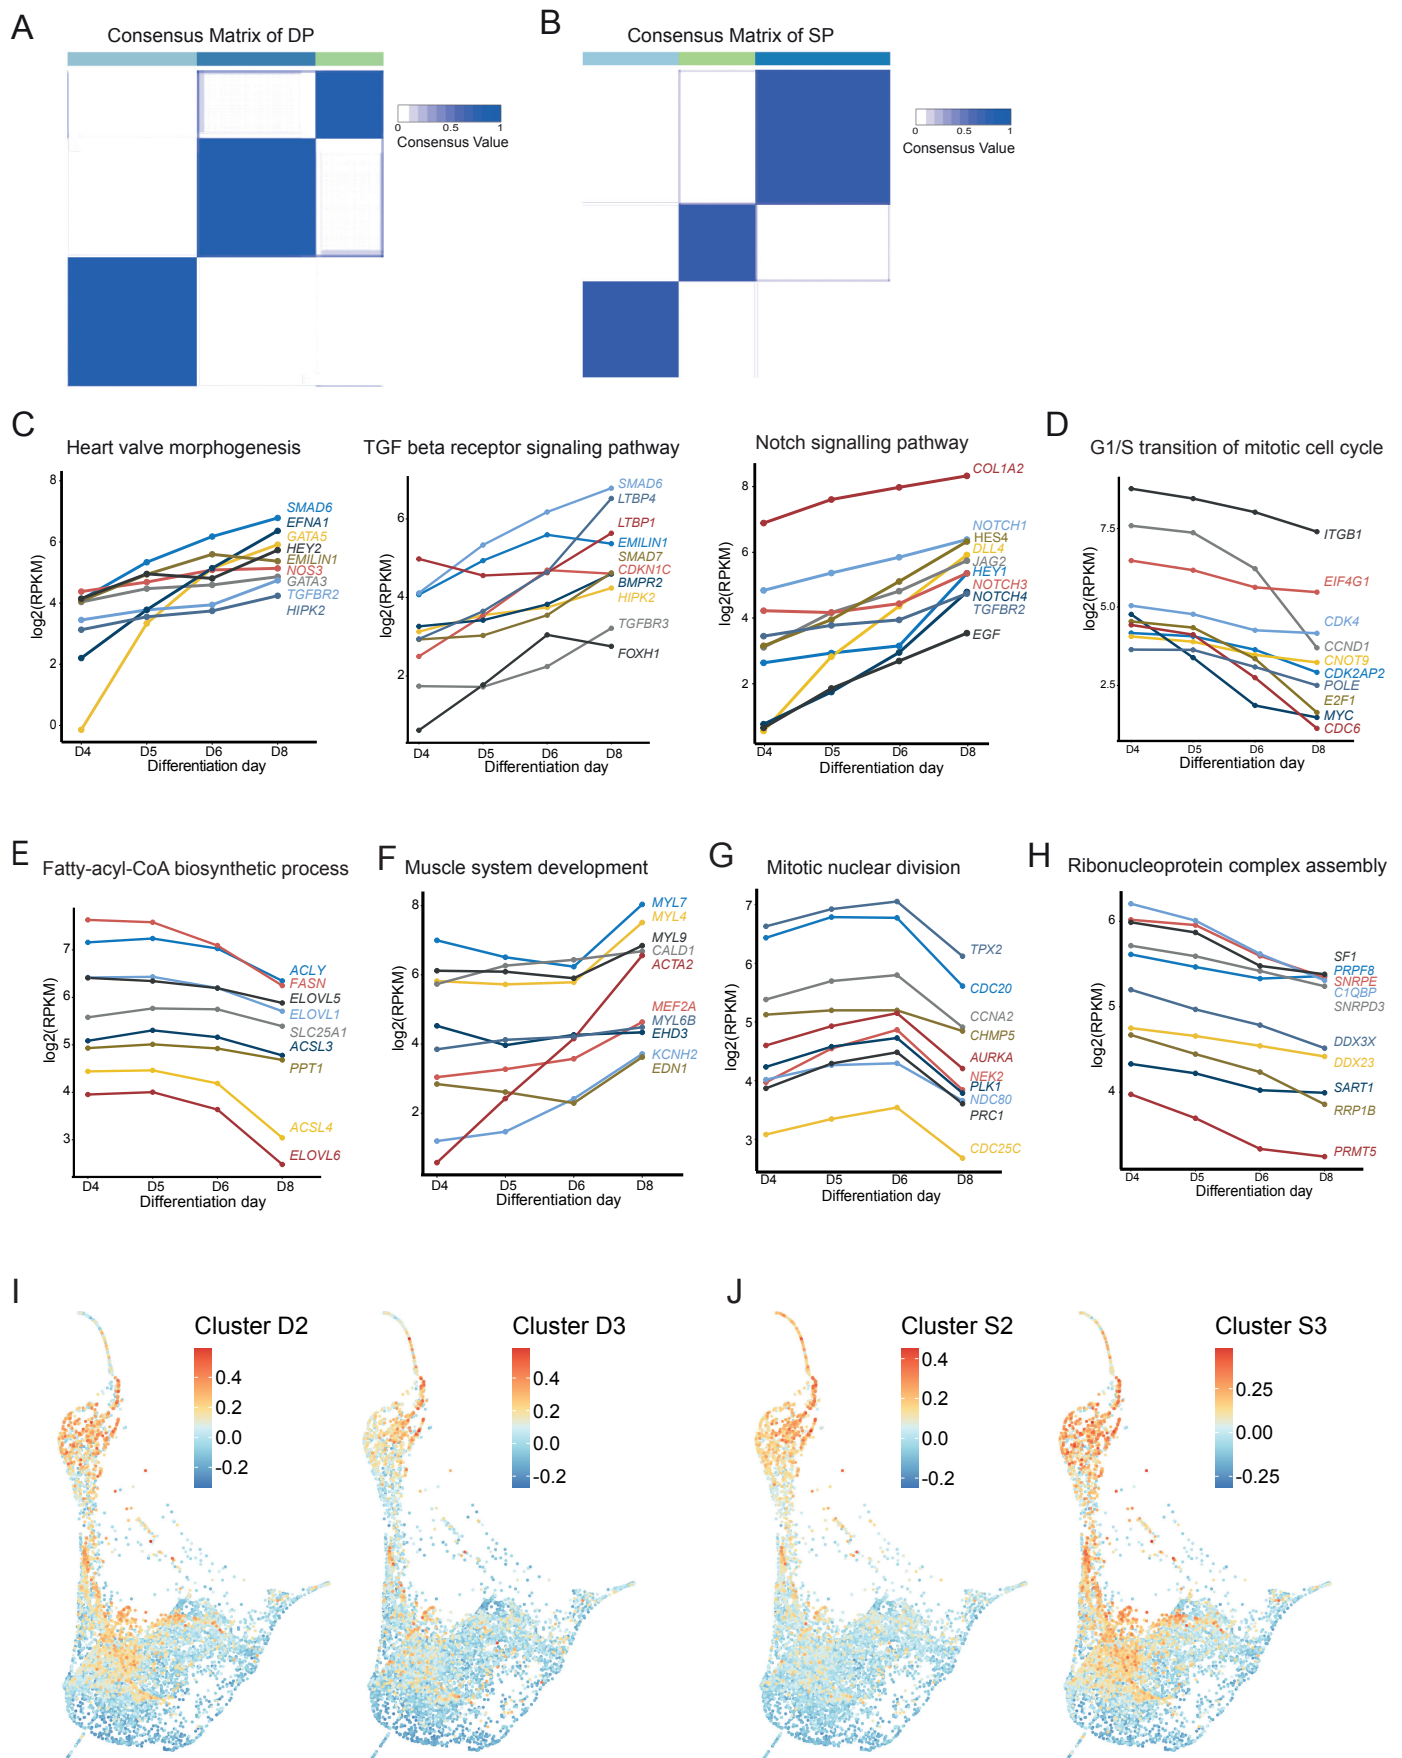 A
Consensus Matrix of DP
0
0.5
1
Consensus Value
B
Consensus Matrix of SP
0
0.5
1
Consensus Value
C
Heart valve morphogenesis
log2(RPKM)
8
6
4
2
0
D4
D5
D6
D8
Differentiation day
SMAD6
EFNA1
GATA5
HEY2
EMILIN1
NOS3
GATA3
TGFBR2
HIPK2
TGF beta receptor signaling pathway
log2(RPKM)
6
4
2
D4
D5
D6
D8
Differentiation day
SMAD6
LTBP4
LTBP1
EMILIN1
SMAD7
CDKN1C
BMPR2
HIPK2
TGFBR3
FOXH1
Notch signalling pathway
log2(RPKM)
8
6
4
2
D4
D5
D6
D8
Differentiation day
COL1A2
NOTCH1
HES4
DLL4
JAG2
HEY1
NOTCH3
NOTCH4
TGFBR2
EGF
D
G1/S transition of mitotic cell cycle
log2(RPKM)
7.5
5.0
2.5
D4
D5
D6
D8
Differentiation day
ITGB1
EIF4G1
CDK4
CCND1
CNOT9
CDK2AP2
POLE
E2F1
MYC
CDC6
E
Fatty-acyl-CoA biosynthetic process
log2(RPKM)
7
6
5
4
3
D4
D5
D6
D8
Differentiation day
ACLY
FASN
ELOVL5
ELOVL1
SLC25A1
ACSL3
PPT1
ACSL4
ELOVL6
F
Muscle system development
log2(RPKM)
8
6
4
2
D4
D5
D6
D8
Differentiation day
MYL7
MYL4
MYL9
CALD1
ACTA2
MEF2A
MYL6B
EHD3
KCNH2
EDN1
G
Mitotic nuclear division
log2(RPKM)
7
6
5
4
3
D4
D5
D6
D8
Differentiation day
TPX2
CDC20
CCNA2
CHMP5
AURKA
NEK2
PLK1
NDC80
PRC1
CDC25C
H
Ribonucleoprotein complex assembly
log2(RPKM)
6
5
4
D4
D5
D6
D8
Differentiation day
SF1
PRPF8
SNRPE
C1QBP
SNRPD3
DDX3X
DDX23
SART1
RRP1B
PRMT5
I
Cluster D2
0.4
0.2
0.0
-0.2
Cluster D3
0.4
0.2
0.0
-0.2
J
Cluster S2
0.4
0.2
0.0
-0.2
Cluster S3
0.25
0.00
-0.25